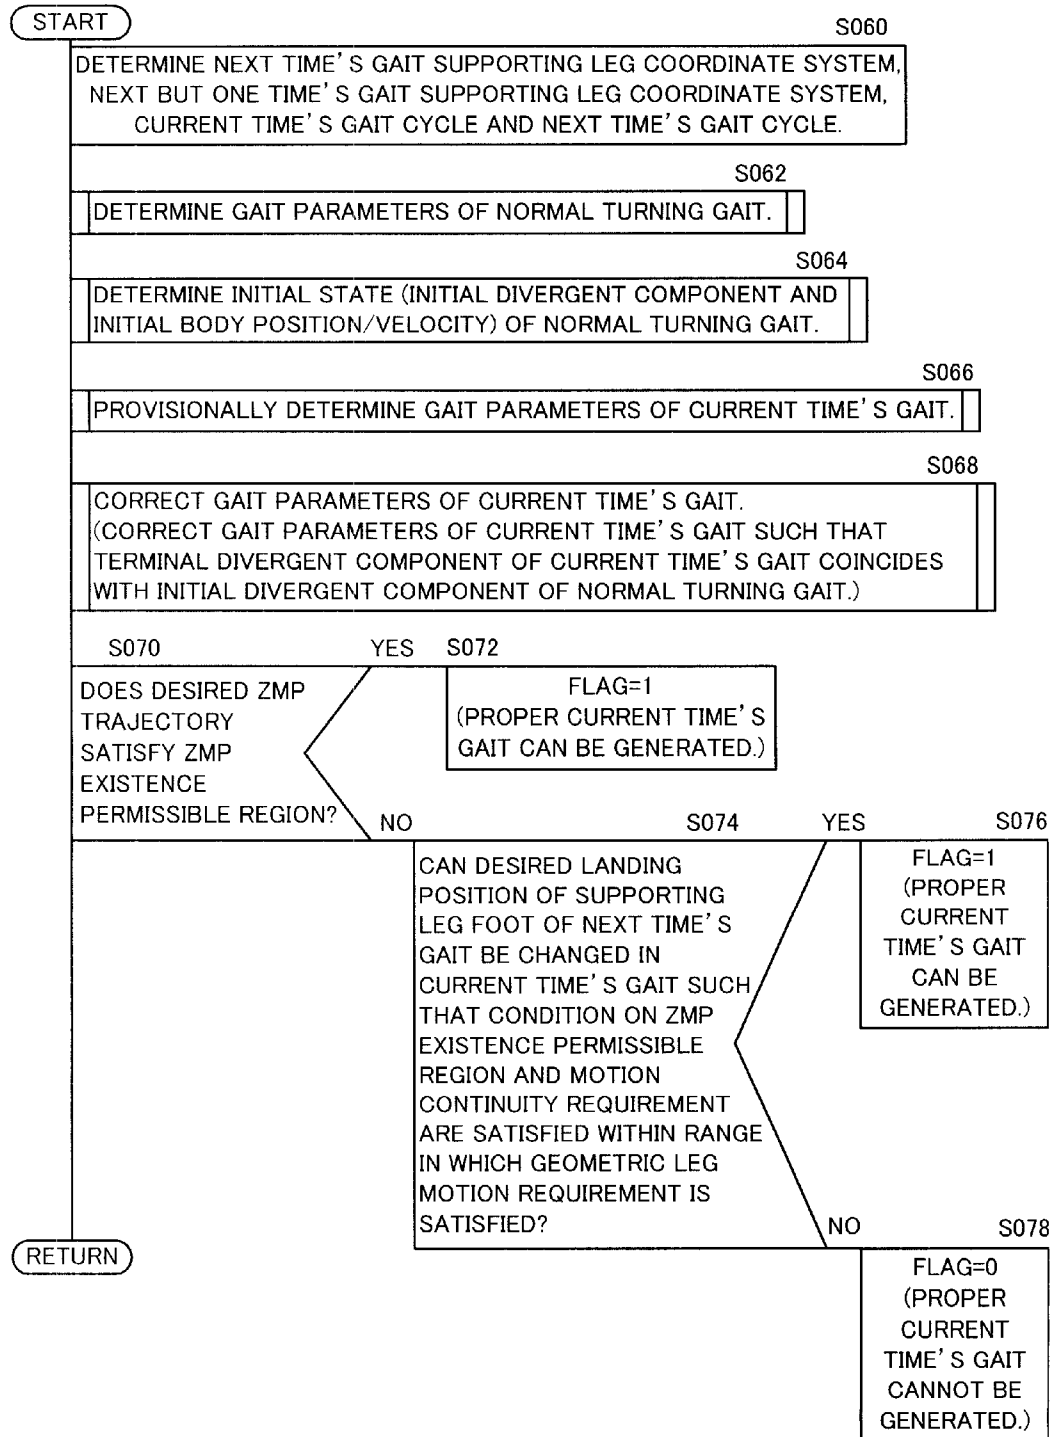 START
S060
DETERMINE NEXT TIME'S GAIT SUPPORTING LEG COORDINATE SYSTEM,
NEXT BUT ONE TIME'S GAIT SUPPORTING LEG COORDINATE SYSTEM,
CURRENT TIME'S GAIT CYCLE AND NEXT TIME'S GAIT CYCLE.
S062
DETERMINE GAIT PARAMETERS OF NORMAL TURNING GAIT.
S064
DETERMINE INITIAL STATE (INITIAL DIVERGENT COMPONENT AND
INITIAL BODY POSITION/VELOCITY) OF NORMAL TURNING GAIT.
S066
PROVISIONALLY DETERMINE GAIT PARAMETERS OF CURRENT TIME'S GAIT.
S068
CORRECT GAIT PARAMETERS OF CURRENT TIME'S GAIT.
(CORRECT GAIT PARAMETERS OF CURRENT TIME'S GAIT SUCH THAT
TERMINAL DIVERGENT COMPONENT OF CURRENT TIME'S GAIT COINCIDES
WITH INITIAL DIVERGENT COMPONENT OF NORMAL TURNING GAIT.)
S070
DOES DESIRED ZMP
TRAJECTORY
SATISFY ZMP
EXISTENCE
PERMISSIBLE REGION?
YES
S072
FLAG=1
(PROPER CURRENT TIME'S
GAIT CAN BE GENERATED.)
NO
S074
CAN DESIRED LANDING
POSITION OF SUPPORTING
LEG FOOT OF NEXT TIME'S
GAIT BE CHANGED IN
CURRENT TIME'S GAIT SUCH
THAT CONDITION ON ZMP
EXISTENCE PERMISSIBLE
REGION AND MOTION
CONTINUITY REQUIREMENT
ARE SATISFIED WITHIN RANGE
IN WHICH GEOMETRIC LEG
MOTION REQUIREMENT IS
SATISFIED?
YES
S076
FLAG=1
(PROPER
CURRENT
TIME'S GAIT
CAN BE
GENERATED.)
NO
S078
FLAG=0
(PROPER
CURRENT
TIME'S GAIT
CANNOT BE
GENERATED.)
RETURN